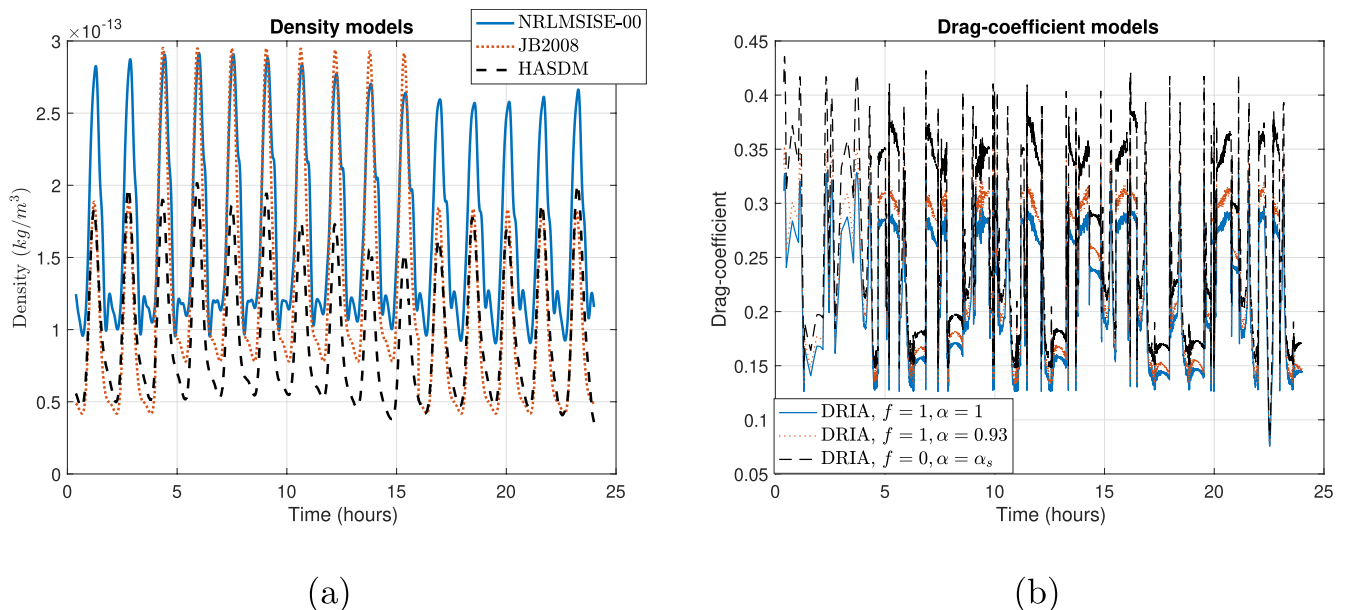 Density models
×10⁻¹³
NRLMSISE-00
JB2008
HASDM
3
2.5
2
1.5
1
0.5
0
Density (kg/m³)
0 5 10 15 20 25
Time (hours)
(a)
Drag-coefficient models
0.45
0.4
0.35
0.3
0.25
0.2
0.15
0.1
0.05
Drag-coefficient
DRIA, f = 1, α = 1
DRIA, f = 1, α = 0.93
DRIA, f = 0, α = αₛ
0 5 10 15 20 25
Time (hours)
(b)